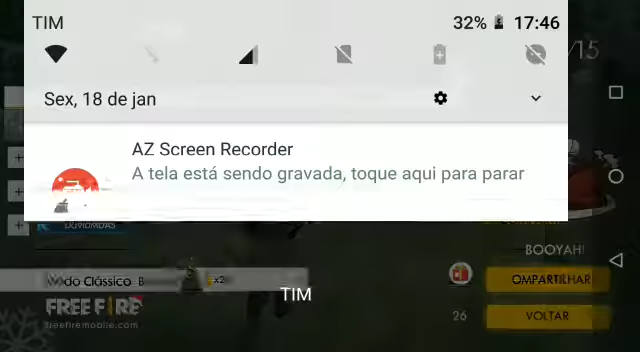 TIM
32% 17:46
/15
Sex, 18 de jan
AZ Screen Recorder
A tela está sendo gravada, toque aqui para parar
BOOYAH!
Modo Clássico
x2
OMPARTILHAR
TIM
FREE FIRE
freefiremobile.com
26
VOLTAR